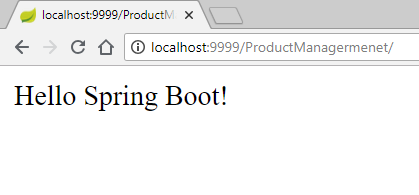 localhost:9999/ProductM
localhost:9999/ProductManagermenet/
Hello Spring Boot!